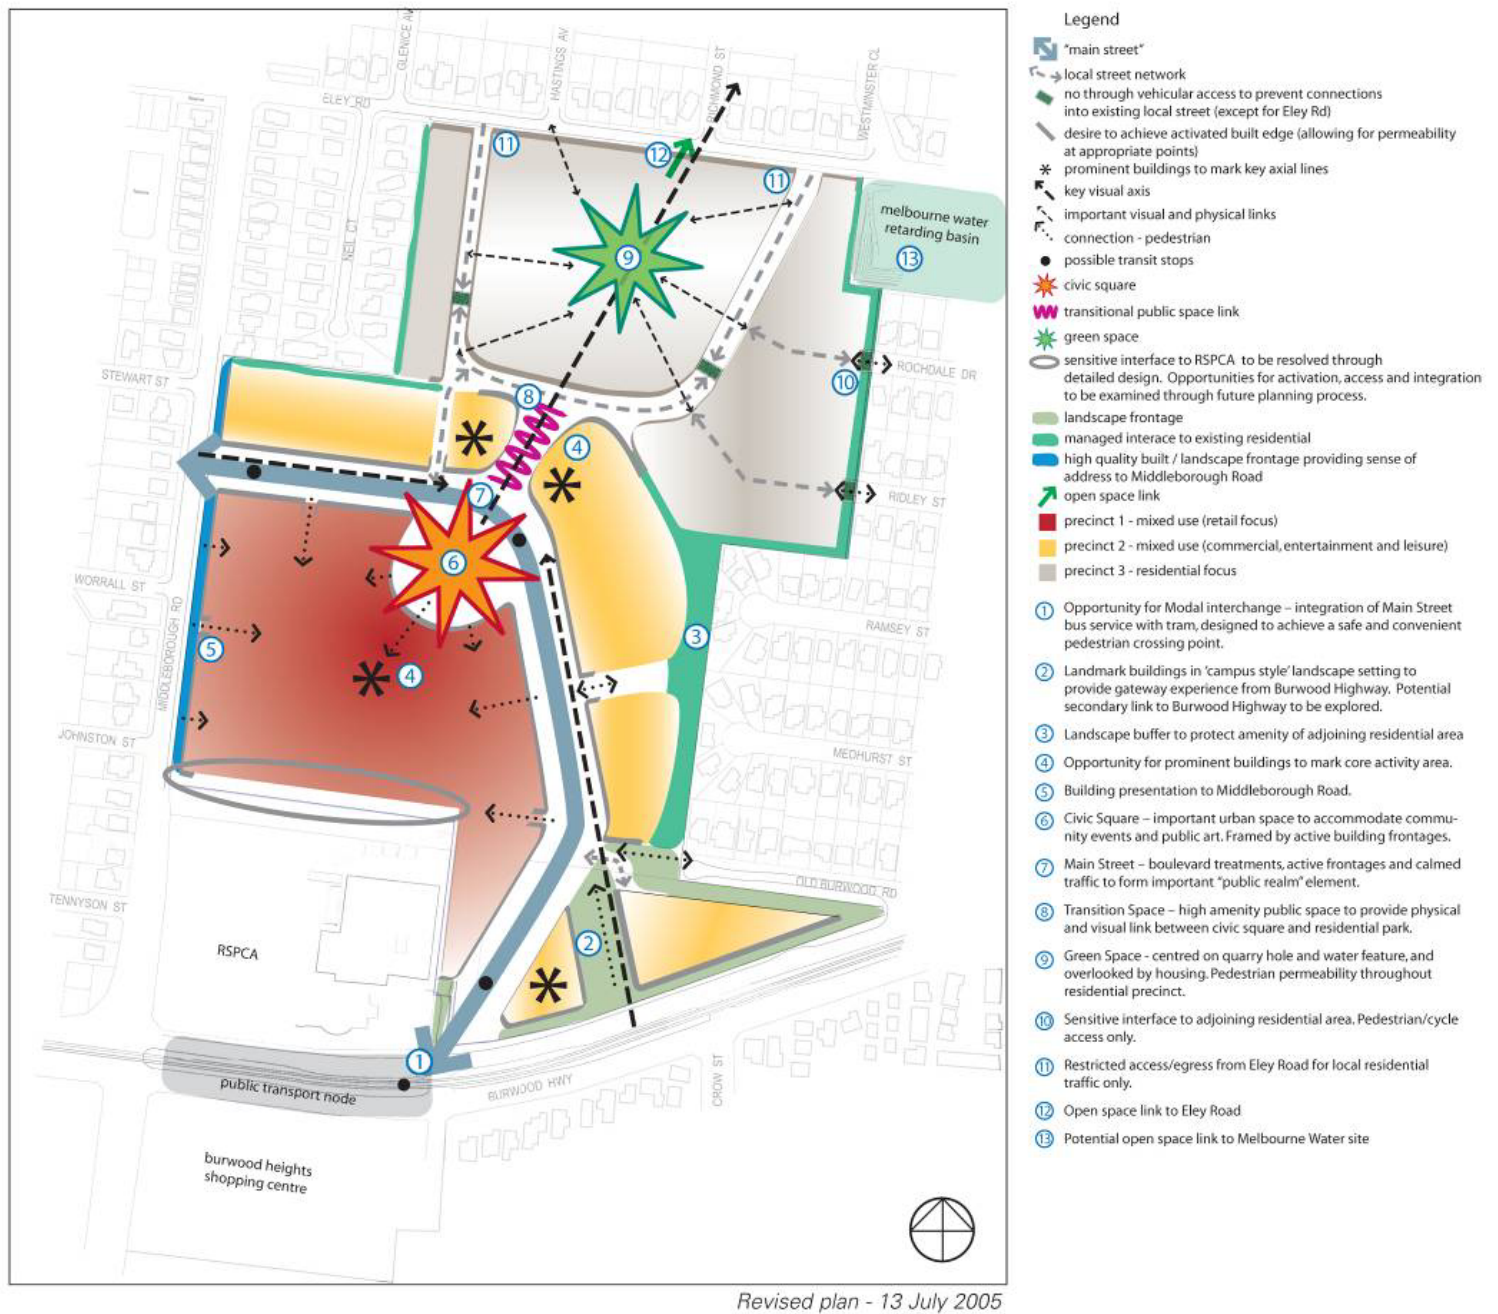 GLENICE AV
HASTINGS AV
RICHMOND ST
WESTMINSTER CL
ELEY RD
11
12
11
melbourne water
retarding basin
13
NEIL CT
9
STEWART ST
ROCHDALE DR
10
8
4
7
RIDLEY ST
6
WORRALL ST
MIDDLEBOROUGH RD
5
3
RAMSEY ST
4
JOHNSTON ST
MEDHURST ST
OLD BURWOOD RD
TENNYSON ST
RSPCA
2
1
public transport node
BURWOOD HWY
CROW ST
burwood heights
shopping centre
Revised plan - 13 July 2005
Legend
"main street"
local street network
no through vehicular access to prevent connections
into existing local street (except for Eley Rd)
desire to achieve activated built edge (allowing for permeability
at appropriate points)
prominent buildings to mark key axial lines
key visual axis
important visual and physical links
connection - pedestrian
possible transit stops
civic square
transitional public space link
green space
sensitive interface to RSPCA to be resolved through
detailed design. Opportunities for activation, access and integration
to be examined through future planning process.
landscape frontage
managed interace to existing residential
high quality built / landscape frontage providing sense of
address to Middleborough Road
open space link
precinct 1 - mixed use (retail focus)
precinct 2 - mixed use (commercial, entertainment and leisure)
precinct 3 - residential focus
1 Opportunity for Modal interchange – integration of Main Street
bus service with tram, designed to achieve a safe and convenient
pedestrian crossing point.
2 Landmark buildings in 'campus style' landscape setting to
provide gateway experience from Burwood Highway. Potential
secondary link to Burwood Highway to be explored.
3 Landscape buffer to protect amenity of adjoining residential area
4 Opportunity for prominent buildings to mark core activity area.
5 Building presentation to Middleborough Road.
6 Civic Square – important urban space to accommodate commu-
nity events and public art. Framed by active building frontages.
7 Main Street – boulevard treatments, active frontages and calmed
traffic to form important "public realm" element.
8 Transition Space – high amenity public space to provide physical
and visual link between civic square and residential park.
9 Green Space - centred on quarry hole and water feature, and
overlooked by housing. Pedestrian permeability throughout
residential precinct.
10 Sensitive interface to adjoining residential area. Pedestrian/cycle
access only.
11 Restricted access/egress from Eley Road for local residential
traffic only.
12 Open space link to Eley Road
13 Potential open space link to Melbourne Water site